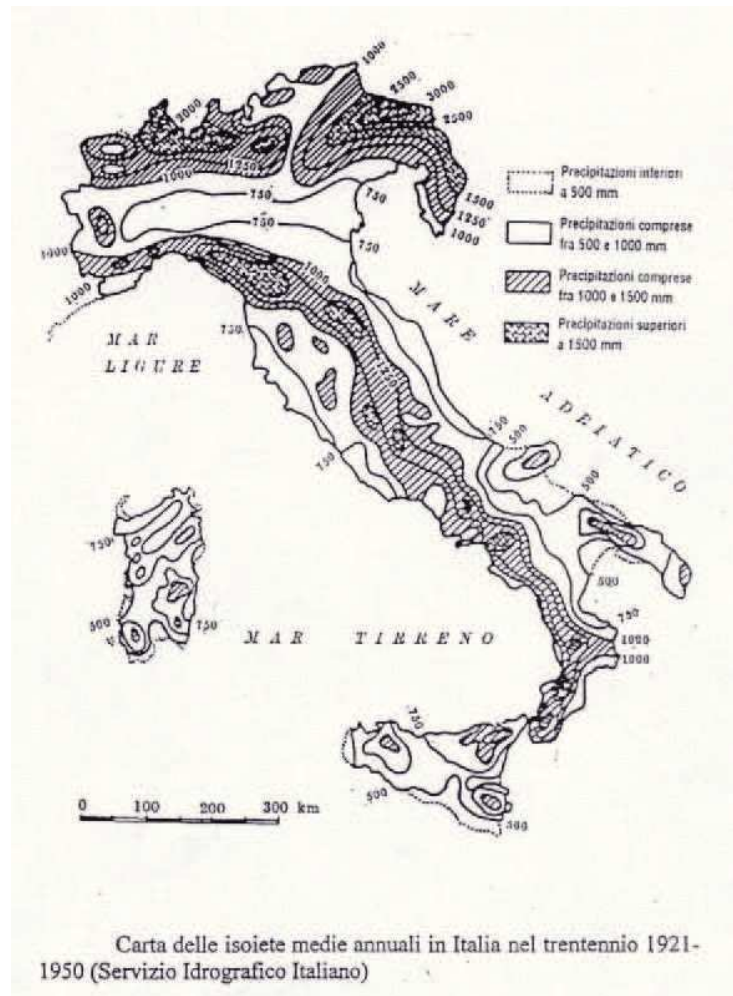 1000
2500
3000
2500
2000
1250
1000
750
750
750
750
1500
1250
1000
1000
1000
1000
750
1250
750
Precipitazioni inferiori
a 500 mm
Precipitazioni comprese
fra 500 e 1000 mm
Precipitazioni comprese
fra 1000 e 1500 mm
Precipitazioni superiori
a 1500 mm
MAR
LIGURE
MARE
ADRIATICO
750
500
500
500
750
1000
1000
750
500
750
MAR TIRRENO
750
500
500
0 100 200 300 km
Carta delle isoiete medie annuali in Italia nel trentennio 1921-
1950 (Servizio Idrografico Italiano)